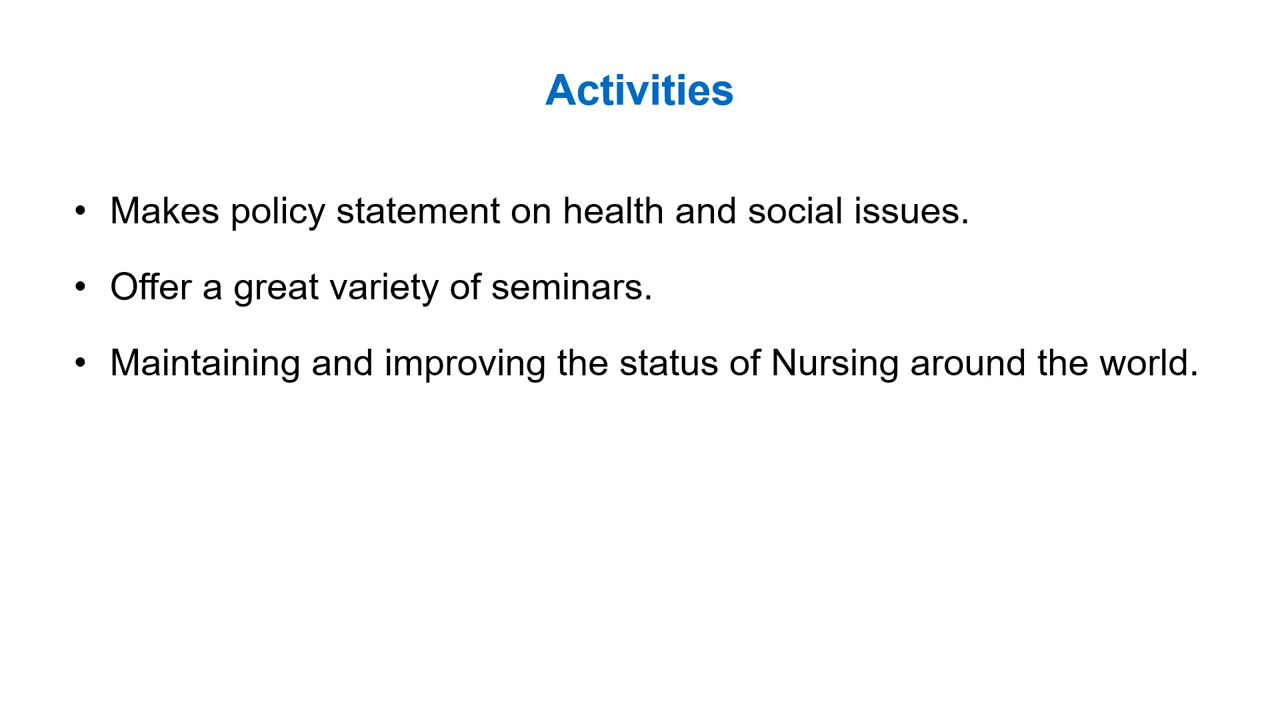 Activities
• Makes policy statement on health and social issues.
• Offer a great variety of seminars.
• Maintaining and improving the status of Nursing around the world.